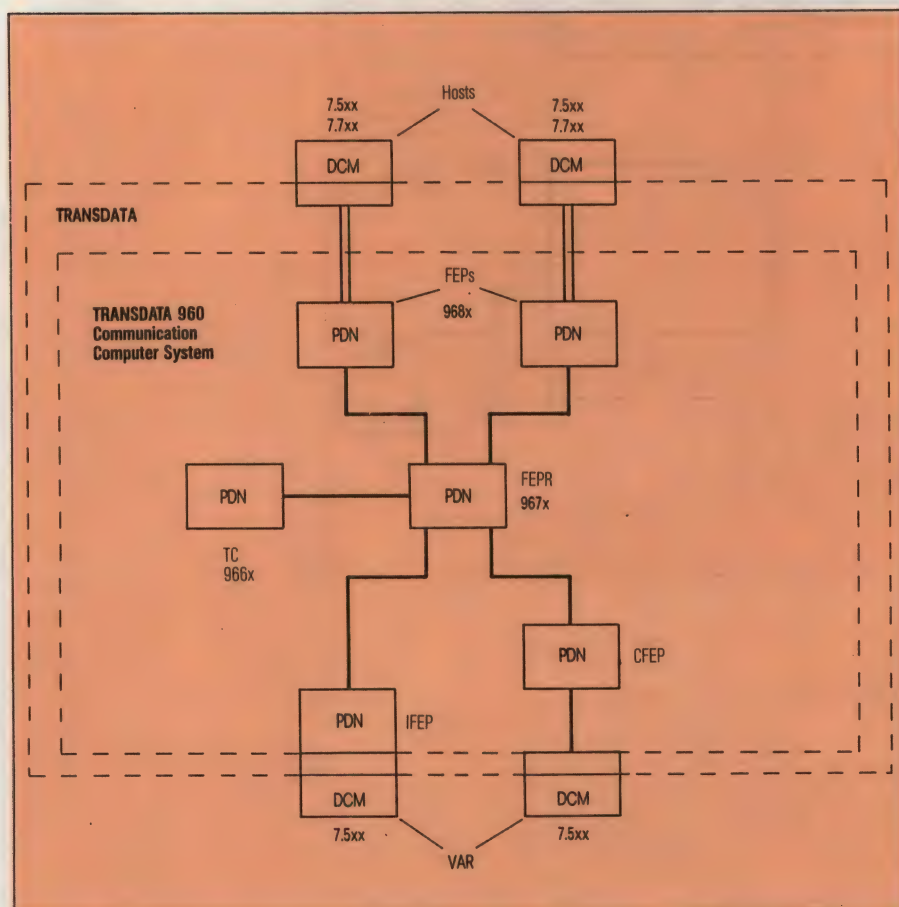 Hosts
7.5xx
7.7xx
7.5xx
7.7xx
DCM
DCM
TRANSDATA
FEPs
968x
TRANSDATA 960
Communication
Computer System
PDN
PDN
PDN
PDN
FEPR
967x
TC
966x
PDN
CFEP
PDN
IFEP
DCM
DCM
7.5xx
7.5xx
VAR